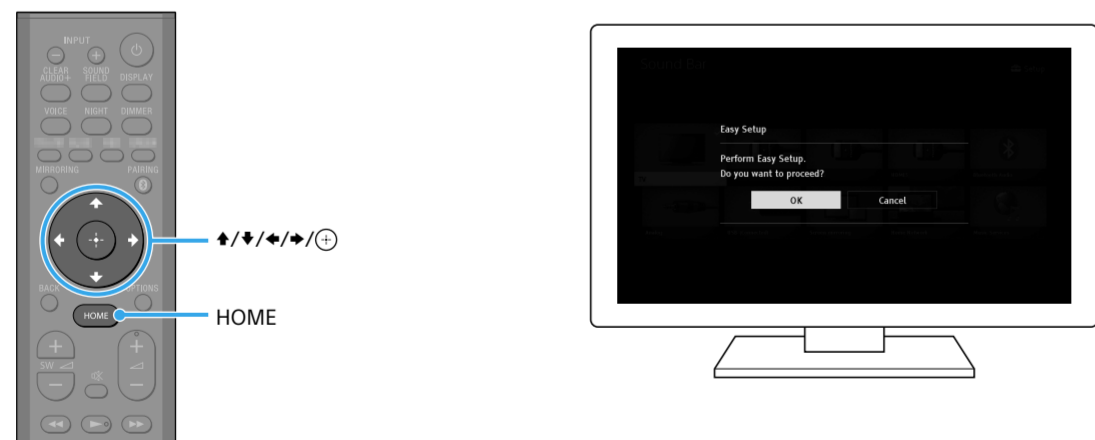 INPUT
CLEAR AUDIO+
SOUND FIELD
DISPLAY
VOICE
NIGHT
DIMMER
MIRRORING
PAIRING
BACK
OPTIONS
HOME
SW
↑/↓/←/→/
HOME
Sound Bar
Easy Setup
Perform Easy Setup.
Do you want to proceed?
OK
Cancel